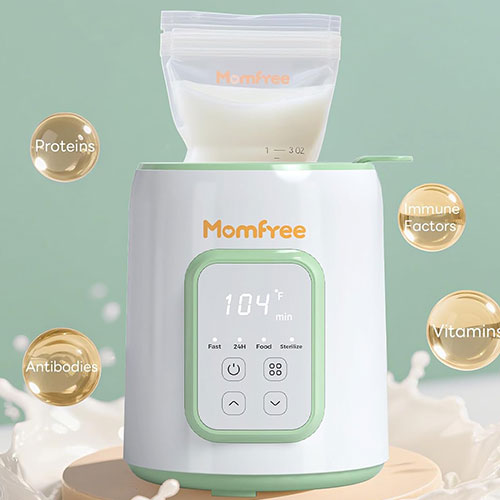 Momfree
1 — 3 OZ
Proteins
Momfree
Immune
Factors
104 °F
min
Fast 24H Food Sterilize
Vitamins
Antibodies